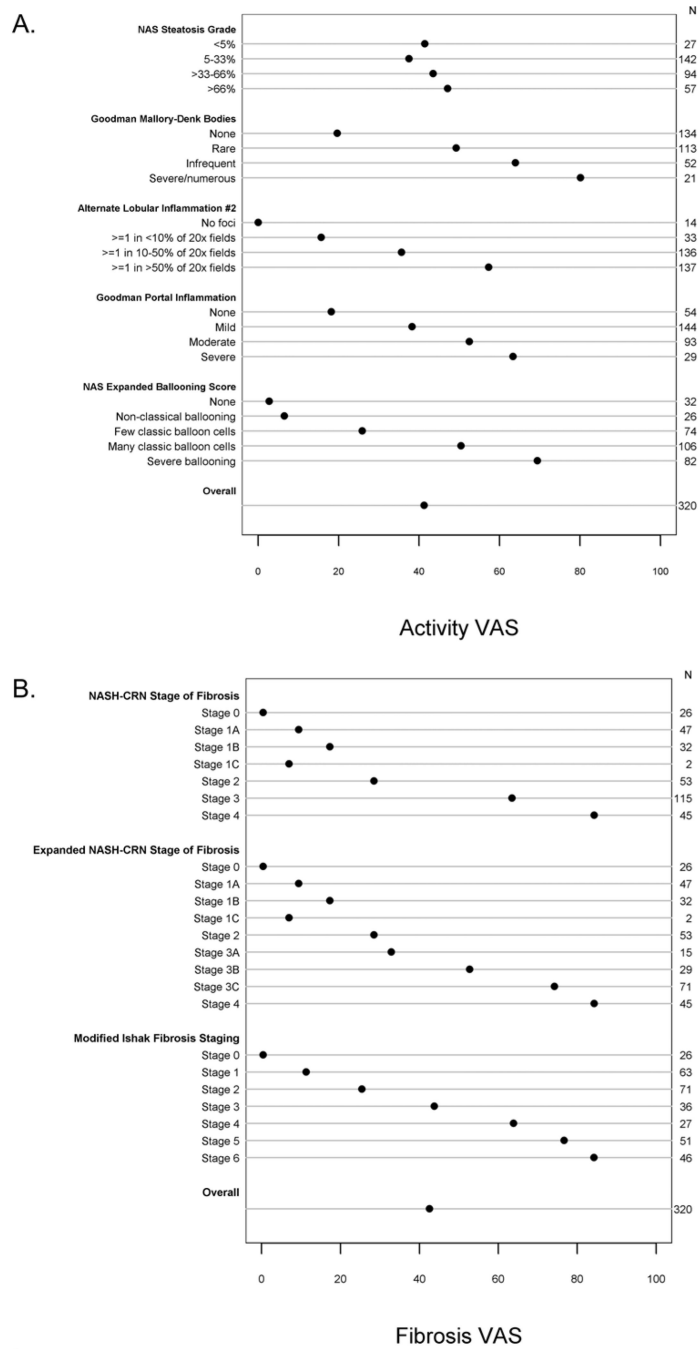 A.
N
NAS Steatosis Grade
<5% 27
5-33% 142
>33-66% 94
>66% 57
Goodman Mallory-Denk Bodies
None 134
Rare 113
Infrequent 52
Severe/numerous 21
Alternate Lobular Inflammation #2
No foci 14
>=1 in <10% of 20x fields 33
>=1 in 10-50% of 20x fields 136
>=1 in >50% of 20x fields 137
Goodman Portal Inflammation
None 54
Mild 144
Moderate 93
Severe 29
NAS Expanded Ballooning Score
None 32
Non-classical ballooning 26
Few classic balloon cells 74
Many classic balloon cells 106
Severe ballooning 82
Overall
320
0 20 40 60 80 100
Activity VAS
B.
N
NASH-CRN Stage of Fibrosis
Stage 0 26
Stage 1A 47
Stage 1B 32
Stage 1C 2
Stage 2 53
Stage 3 115
Stage 4 45
Expanded NASH-CRN Stage of Fibrosis
Stage 0 26
Stage 1A 47
Stage 1B 32
Stage 1C 2
Stage 2 53
Stage 3A 15
Stage 3B 29
Stage 3C 71
Stage 4 45
Modified Ishak Fibrosis Staging
Stage 0 26
Stage 1 63
Stage 2 71
Stage 3 36
Stage 4 27
Stage 5 51
Stage 6 46
Overall
320
0 20 40 60 80 100
Fibrosis VAS